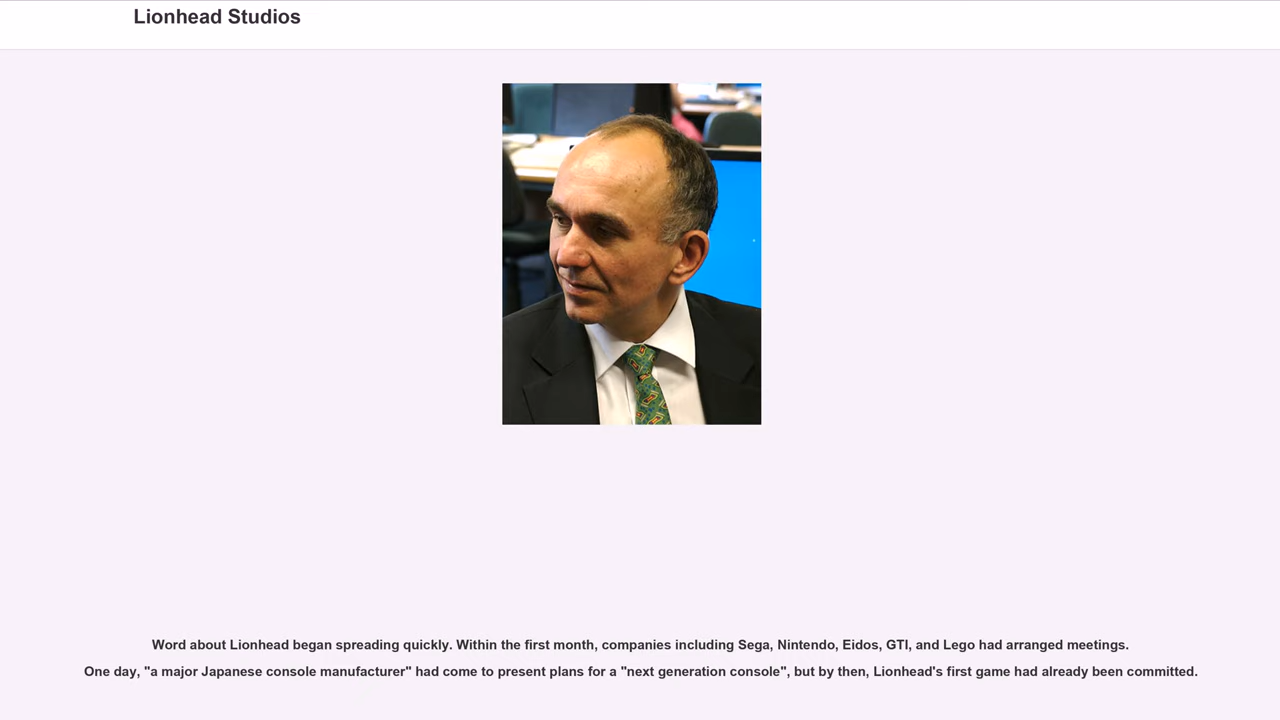 Lionhead Studios
Word about Lionhead began spreading quickly. Within the first month, companies including Sega, Nintendo, Eidos, GTI, and Lego had arranged meetings.
One day, "a major Japanese console manufacturer" had come to present plans for a "next generation console", but by then, Lionhead's first game had already been committed.